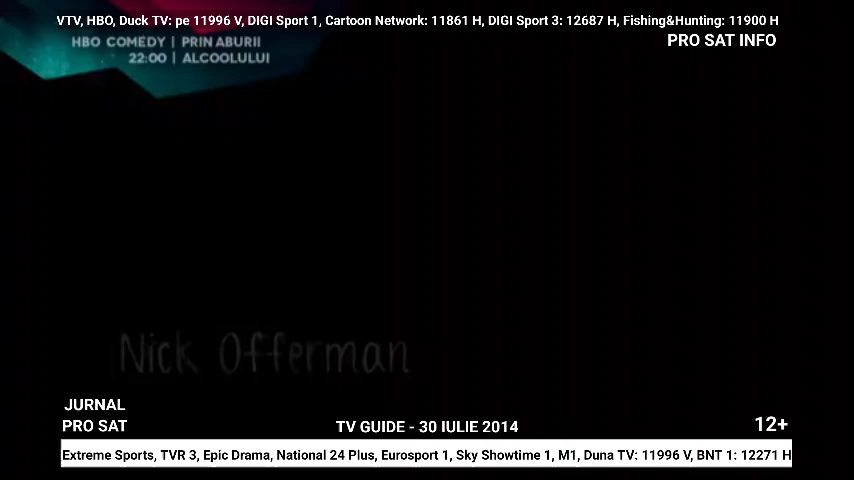 VTV, HBO, Duck TV: pe 11996 V, DIGI Sport 1, Cartoon Network: 11861 H, DIGI Sport 3: 12687 H, Fishing&Hunting: 11900 H
PRO SAT INFO
HBO COMEDY | PRIN ABURII
22:00 | ALCOOLULUI
Nick Offerman
JURNAL
PRO SAT
TV GUIDE - 30 IULIE 2014
12+
Extreme Sports, TVR 3, Epic Drama, National 24 Plus, Eurosport 1, Sky Showtime 1, M1, Duna TV: 11996 V, BNT 1: 12271 H